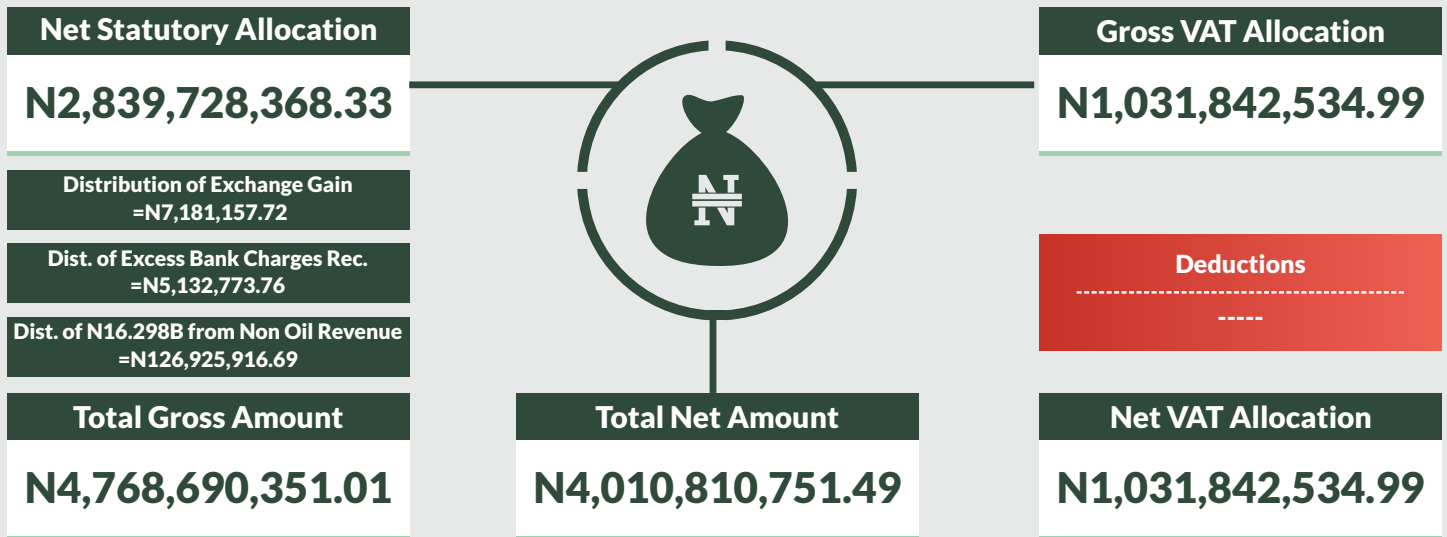 Net Statutory Allocation
N2,839,728,368.33
Distribution of Exchange Gain
=N7,181,157.72
Dist. of Excess Bank Charges Rec.
=N5,132,773.76
Dist. of N16.298B from Non Oil Revenue
=N126,925,916.69
Total Gross Amount
N4,768,690,351.01
₦
Total Net Amount
N4,010,810,751.49
Gross VAT Allocation
N1,031,842,534.99
Deductions
--------------------------------------------
-----
Net VAT Allocation
N1,031,842,534.99